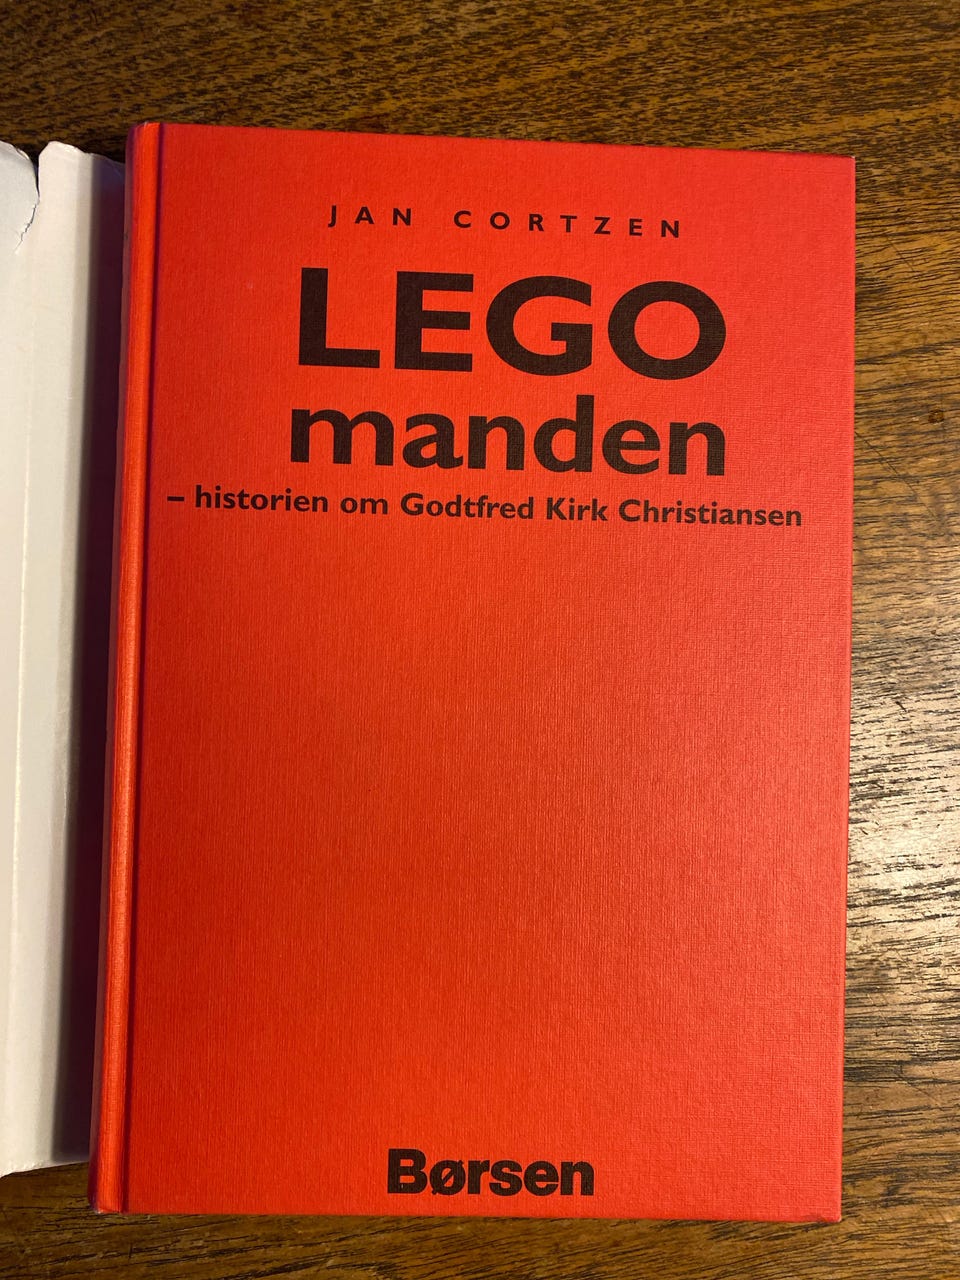 JAN CORTZEN
LEGO
manden
– historien om Godtfred Kirk Christiansen
Børsen